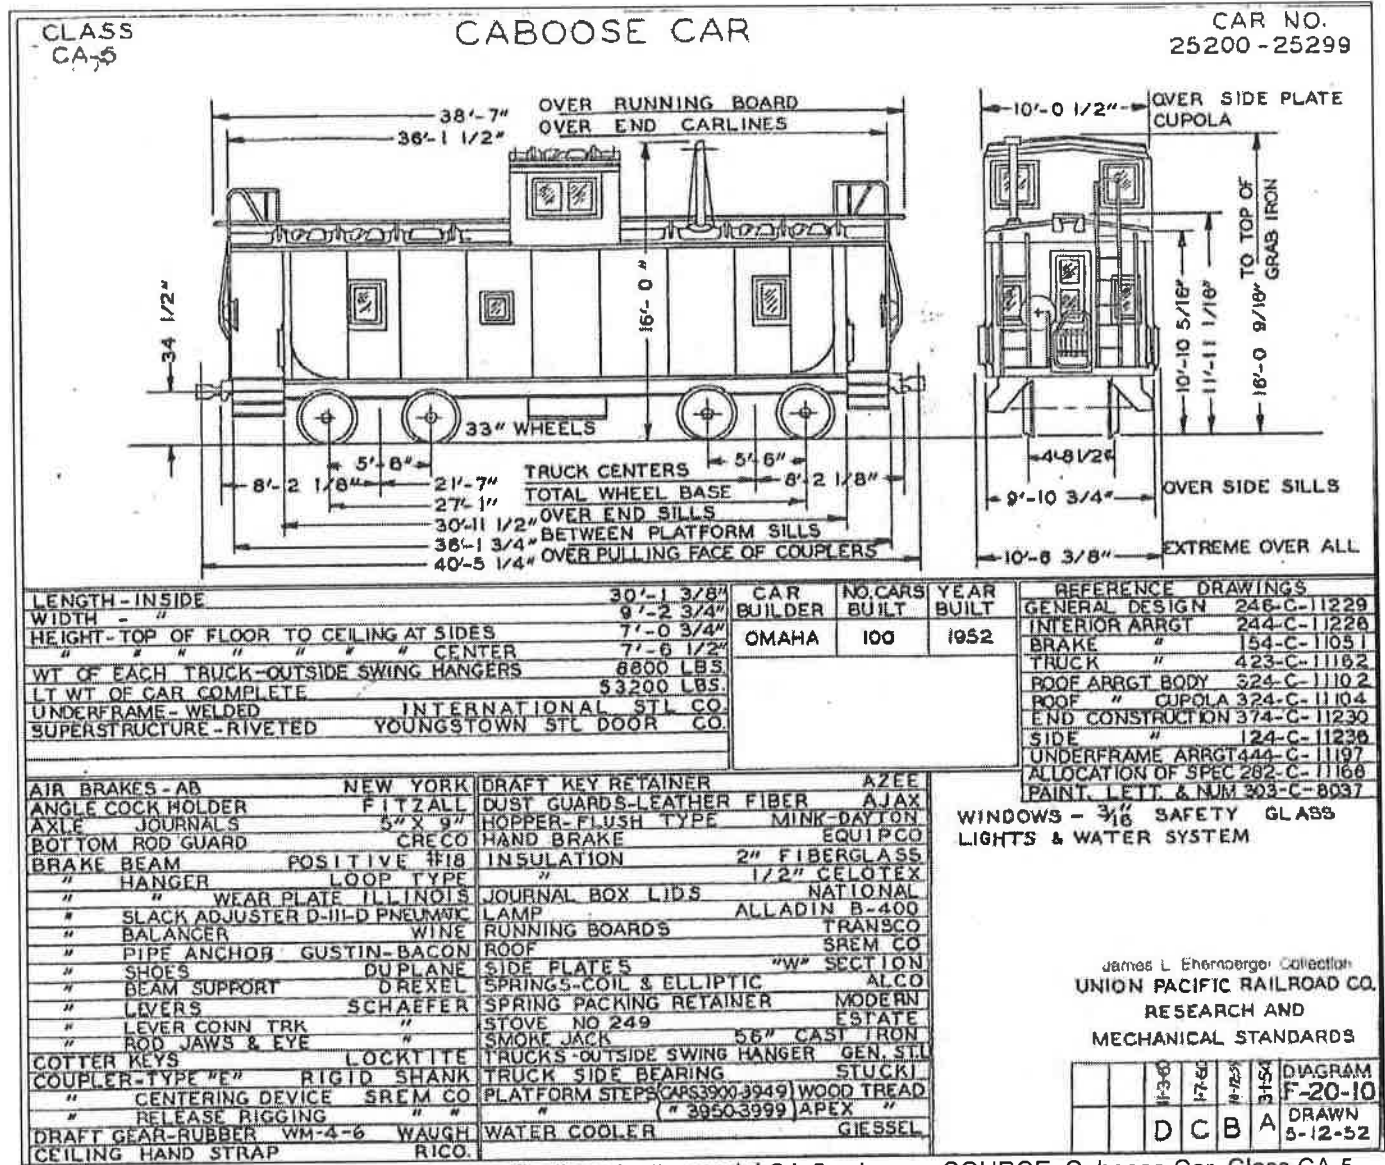 CLASS
CA-5
CABOOSE CAR
CAR NO.
25200-25299
38'-7" OVER RUNNING BOARD
36'-1 1/2" OVER END CARLINES
10'-0 1/2" OVER SIDE PLATE
CUPOLA
34 1/2"
16'-0"
10'-10 5/16"
11'-11 1/16"
16'-0 9/16" TO TOP OF
GRAB IRON
33" WHEELS
5'-6"
5'-6"
8'-2 1/8"
21'-7" TRUCK CENTERS
8'-2 1/8"
27'-1" TOTAL WHEEL BASE
30'-11 1/2" OVER END SILLS
36'-1 3/4" BETWEEN PLATFORM SILLS
40'-5 1/4" OVER PULLING FACE OF COUPLERS
4'-8 1/2"
9'-10 3/4" OVER SIDE SILLS
10'-6 3/8" EXTREME OVER ALL
LENGTH-INSIDE 30'-1 3/8"
WIDTH - " 9'-2 3/4"
HEIGHT-TOP OF FLOOR TO CEILING AT SIDES 7'-0 3/4"
" " " " " " " CENTER 7'-6 1/2"
WT OF EACH TRUCK-OUTSIDE SWING HANGERS 8800 LBS.
LT WT OF CAR COMPLETE 53200 LBS.
UNDERFRAME-WELDED INTERNATIONAL STL CO.
SUPERSTRUCTURE-RIVETED YOUNGSTOWN STL DOOR CO.
CAR BUILDER NO. CARS BUILT YEAR BUILT
OMAHA 100 1952
REFERENCE DRAWINGS
GENERAL DESIGN 246-C-11229
INTERIOR ARRGT 244-C-11228
BRAKE " 154-C-11051
TRUCK " 423-C-11162
ROOF ARRGT BODY 324-C-11102
ROOF " CUPOLA 324-C-11104
END CONSTRUCTION 374-C-11230
SIDE " 124-C-11236
UNDERFRAME ARRGT 444-C-11197
ALLOCATION OF SPEC 282-C-11166
PAINT, LETT. & NUM 303-C-8037
AIR BRAKES-AB NEW YORK
ANGLE COCK HOLDER FITZALL
AXLE JOURNALS 5" X 9"
BOTTOM ROD GUARD CRECO
BRAKE BEAM POSITIVE #18
" HANGER LOOP TYPE
" " WEAR PLATE ILLINOIS
" SLACK ADJUSTER D-III-D PNEUMATIC
" BALANCER WINE
" PIPE ANCHOR GUSTIN-BACON
" SHOES DUPLANE
" BEAM SUPPORT DREXEL
" LEVERS SCHAEFER
" LEVER CONN TRK "
" ROD JAWS & EYE "
COTTER KEYS LOCKTITE
COUPLER-TYPE "E" RIGID SHANK
" CENTERING DEVICE SREM CO
" RELEASE RIGGING " "
DRAFT GEAR-RUBBER WM-4-6 WAUGH
CEILING HAND STRAP RICO.
DRAFT KEY RETAINER AZEE
DUST GUARDS-LEATHER FIBER AJAX
HOPPER-FLUSH TYPE MINK-DAYTON
HAND BRAKE EQUIPCO
INSULATION 2" FIBERGLASS
" 1/2" CELOTEX
JOURNAL BOX LIDS NATIONAL
LAMP ALLADIN B-400
RUNNING BOARDS TRANSCO
ROOF SREM CO
SIDE PLATES "W" SECTION
SPRINGS-COIL & ELLIPTIC ALCO
SPRING PACKING RETAINER MODERN
STOVE NO 249 ESTATE
SMOKE JACK 56" CAST IRON
TRUCKS-OUTSIDE SWING HANGER GEN. STL
TRUCK SIDE BEARING STUCKI
PLATFORM STEPS (CARS 3900-3949) WOOD TREAD
" (" 3950-3999) APEX "
WATER COOLER GIESSEL
WINDOWS - 3/16" SAFETY GLASS
LIGHTS & WATER SYSTEM
James L Ehernberger Collection
UNION PACIFIC RAILROAD CO.
RESEARCH AND
MECHANICAL STANDARDS
11-3-60 1-7-60 3-1-54 DIAGRAM
F-20-10
D C B A DRAWN
5-12-52